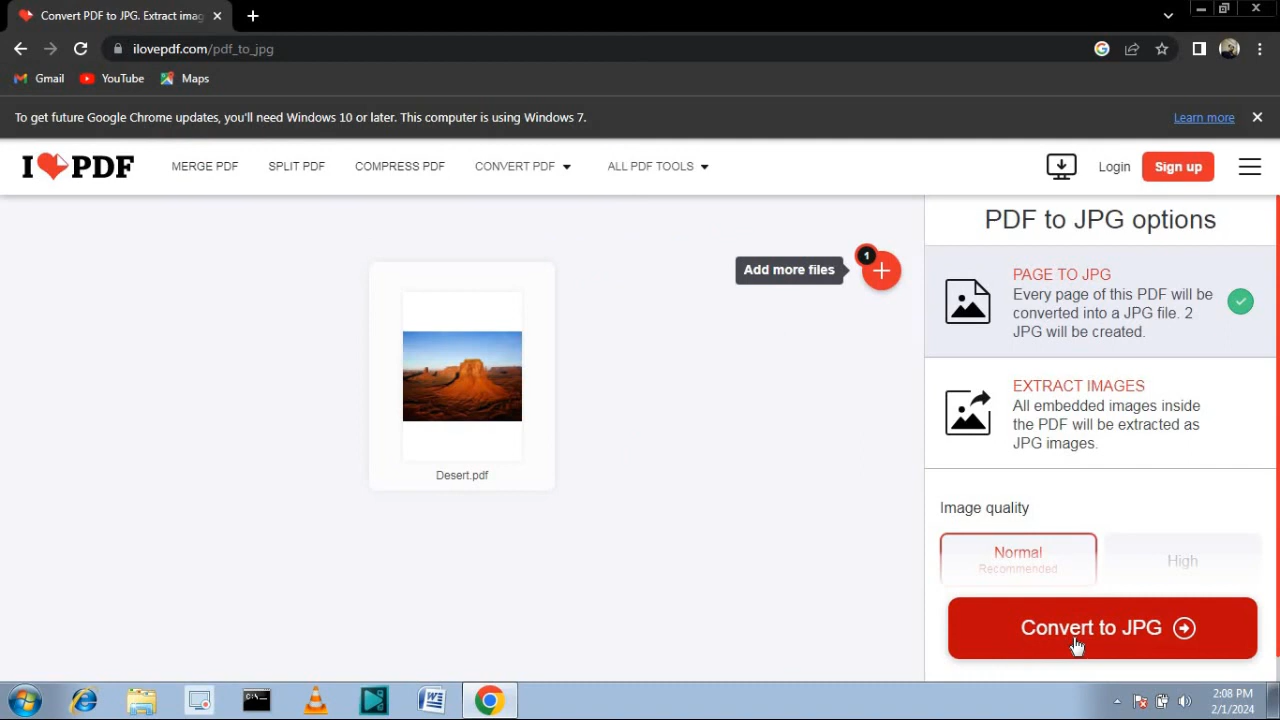 Convert PDF to JPG. Extract imag
ilovepdf.com/pdf_to_jpg
Gmail YouTube Maps
To get future Google Chrome updates, you'll need Windows 10 or later. This computer is using Windows 7. Learn more
I PDF MERGE PDF SPLIT PDF COMPRESS PDF CONVERT PDF ALL PDF TOOLS Login Sign up
PDF to JPG options
1
Add more files
PAGE TO JPG
Every page of this PDF will be
converted into a JPG file. 2
JPG will be created.
EXTRACT IMAGES
All embedded images inside
the PDF will be extracted as
JPG images.
Desert.pdf
Image quality
Normal
Recommended
High
Convert to JPG
2:08 PM
2/1/2024